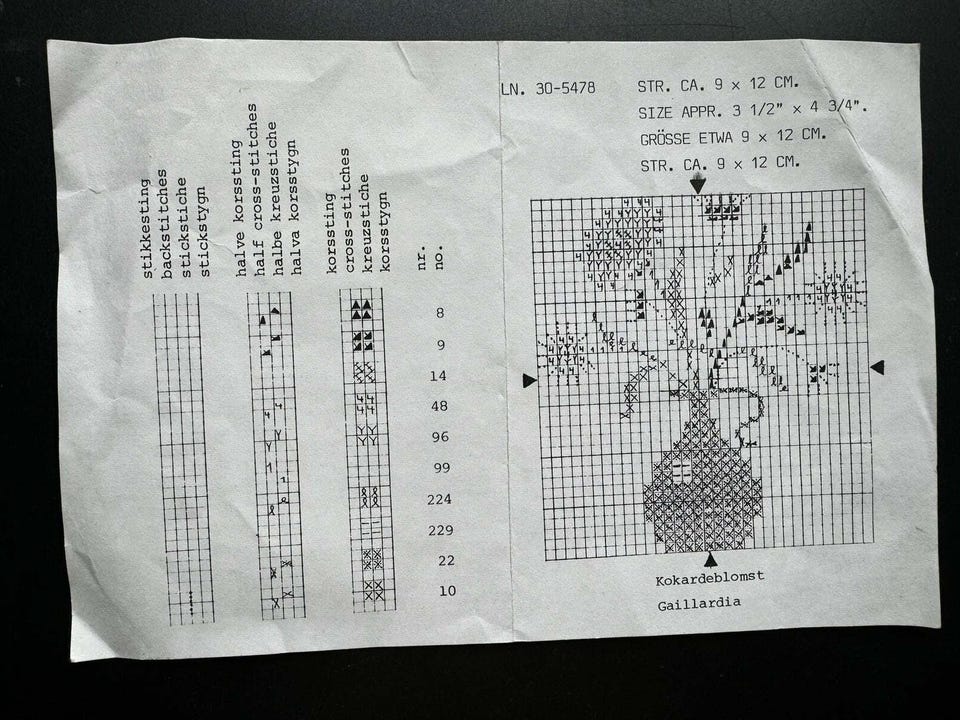 stikkesting
backstitches
stickstiche
stickstygn
halve korssting
half cross-stitches
halbe kreuzstiche
halva korsstygn
korssting
cross-stitches
kreuzstiche
korsstygn
nr.
no.
8
9
14
48
96
99
224
229
22
10
LN. 30-5478
STR. CA. 9 x 12 CM.
SIZE APPR. 3 1/2" x 4 3/4".
GRÖSSE ETWA 9 x 12 CM.
STR. CA. 9 x 12 CM.
Kokardeblomst
Gaillardia